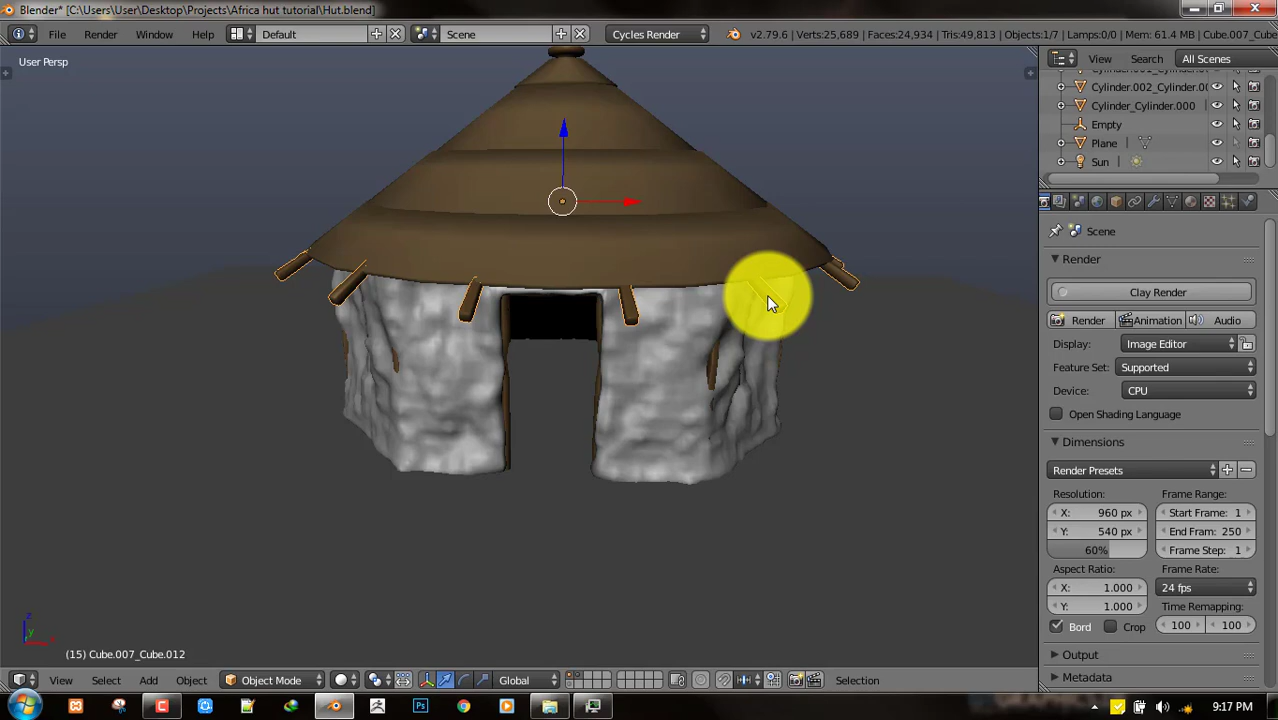 Blender* [C:\Users\User\Desktop\Projects\Africa hut tutorial\Hut.blend]
File Render Window Help Default Scene Cycles Render v2.79.6 | Verts:25,689 | Faces:24,934 | Tris:49,813 | Objects:1/7 | Lamps:0/0 | Mem:61.4M | Cube.007_Cube
User Persp
View Search All Scenes
Cylinder.002_Cylinder.00
Cylinder_Cylinder.000
Empty
Plane
Sun
Scene
Render
Clay Render
Render Animation Audio
Display: Image Editor
Feature Set: Supported
Device: CPU
Open Shading Language
Dimensions
Render Presets
Resolution: Frame Range:
X: 960 px Start Frame: 1
Y: 540 px End Fram: 250
60% Frame Step: 1
Aspect Ratio: Frame Rate:
X: 1.000 24 fps
Y: 1.000 Time Remapping:
Bord Crop 100 100
Output
Metadata
z
y
(15) Cube.007_Cube.012
View Select Add Object Object Mode Global Selection
9:17 PM